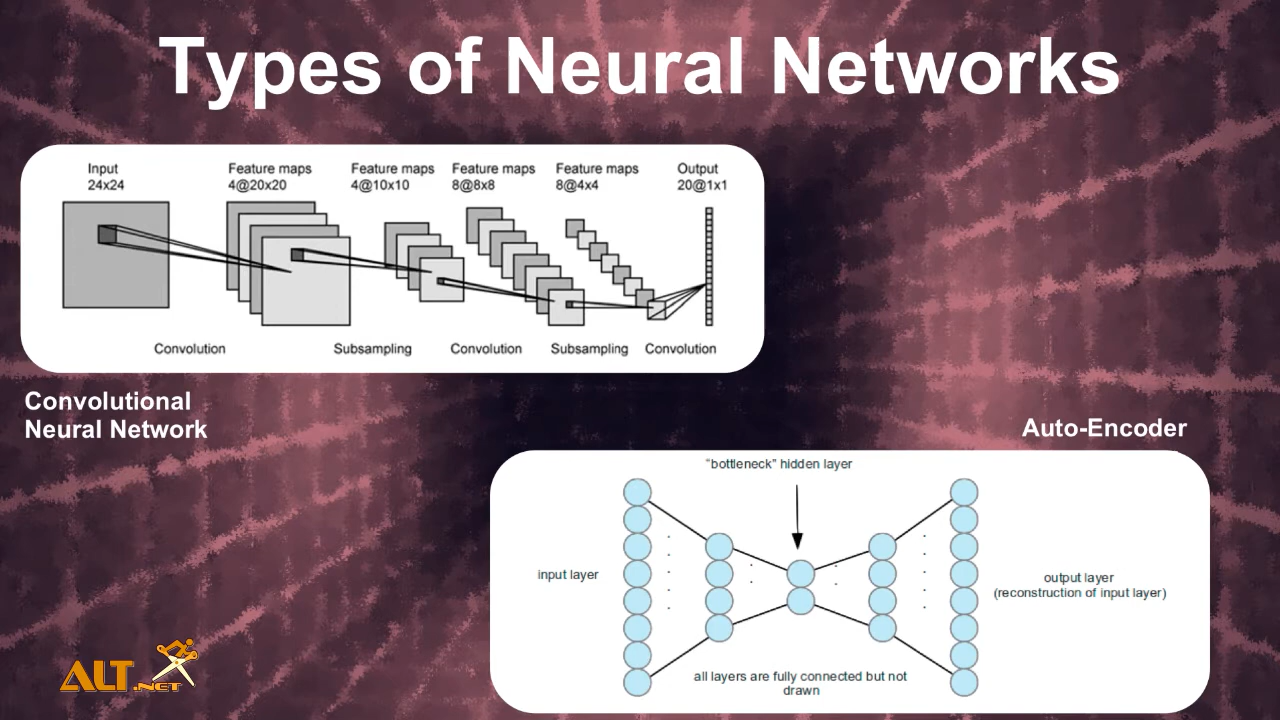 Types of Neural Networks
Input
24x24
Feature maps
4@20x20
Feature maps
4@10x10
Feature maps
8@8x8
Feature maps
8@4x4
Output
20@1x1
Convolution
Subsampling
Convolution
Subsampling
Convolution
Convolutional
Neural Network
Auto-Encoder
“bottleneck” hidden layer
input layer
output layer
(reconstruction of input layer)
all layers are fully connected but not
drawn
ALT.NET